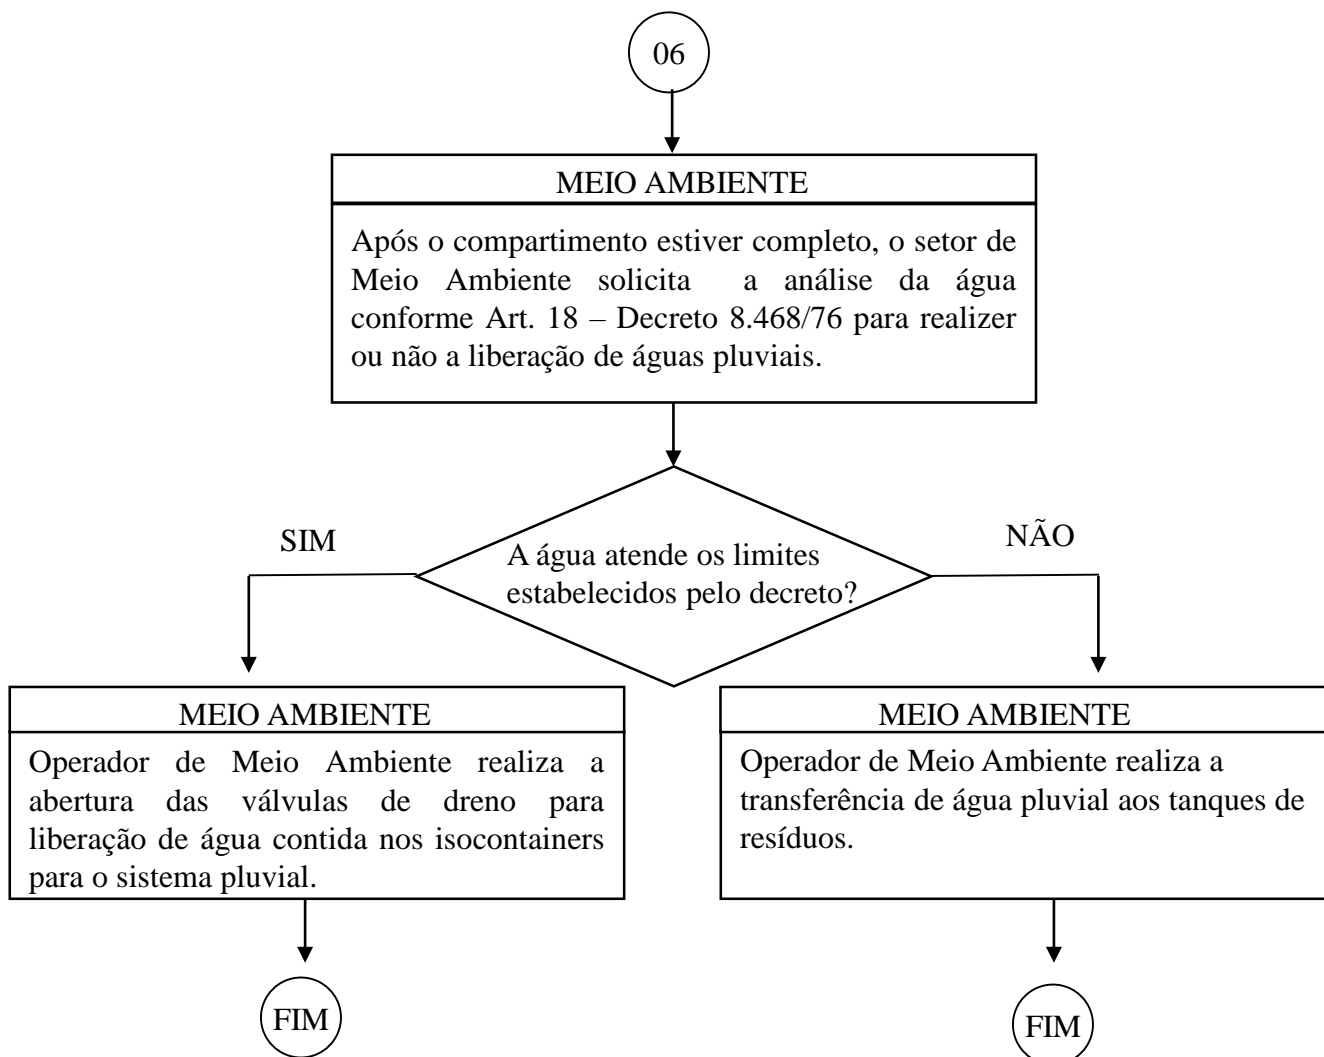 06
MEIO AMBIENTE
Após o compartimento estiver completo, o setor de
Meio Ambiente solicita a análise da água
conforme Art. 18 – Decreto 8.468/76 para realizer
ou não a liberação de águas pluviais.
SIM
NÃO
A água atende os limites
estabelecidos pelo decreto?
MEIO AMBIENTE
Operador de Meio Ambiente realiza a
abertura das válvulas de dreno para
liberação de água contida nos isocontainers
para o sistema pluvial.
MEIO AMBIENTE
Operador de Meio Ambiente realiza a
transferência de água pluvial aos tanques de
resíduos.
FIM
FIM